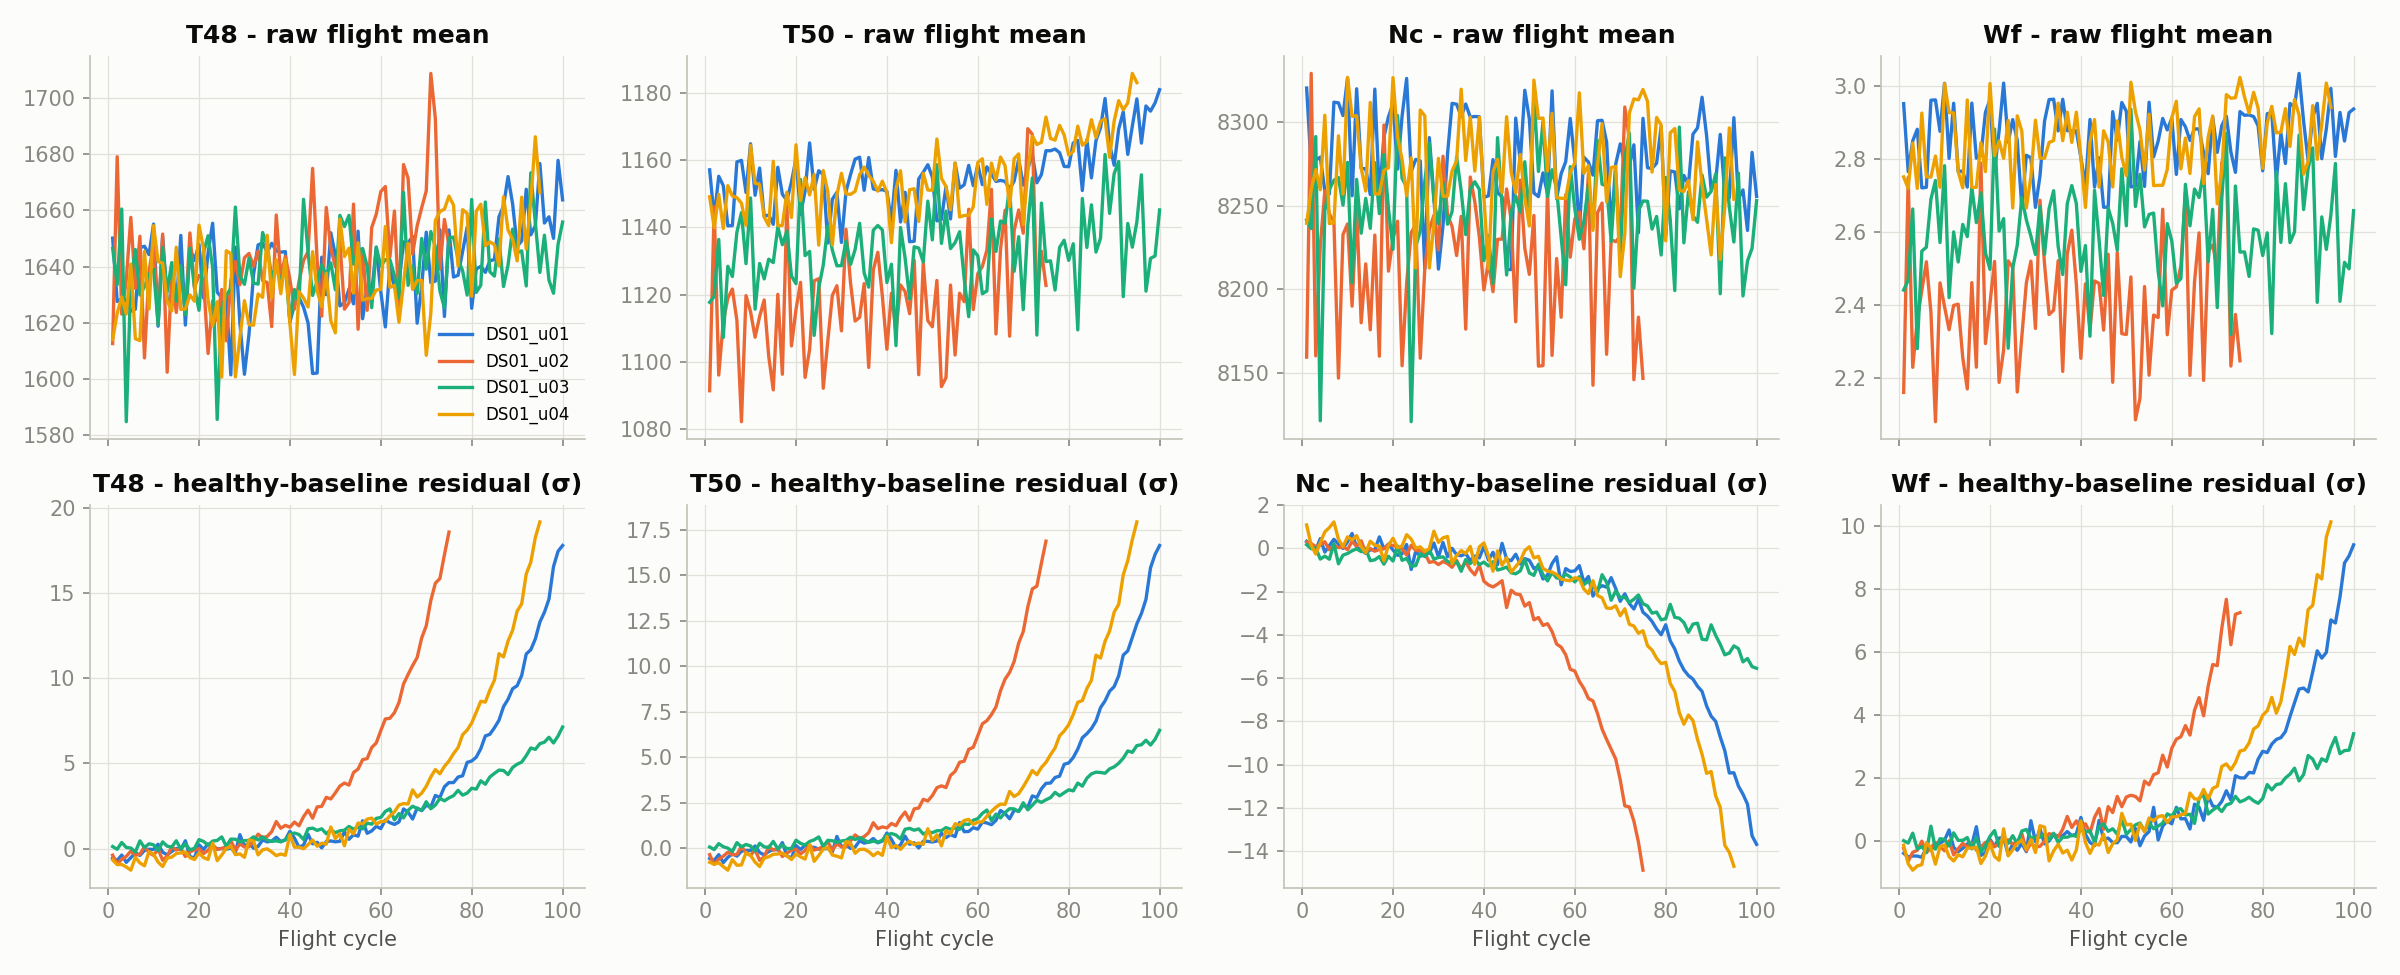 T48 - raw flight mean
T50 - raw flight mean
Nc - raw flight mean
Wf - raw flight mean
1700
1680
1660
1640
1620
1600
1580
DS01_u01
DS01_u02
DS01_u03
DS01_u04
1180
1160
1140
1120
1100
1080
8300
8250
8200
8150
3.0
2.8
2.6
2.4
2.2
T48 - healthy-baseline residual (σ)
T50 - healthy-baseline residual (σ)
Nc - healthy-baseline residual (σ)
Wf - healthy-baseline residual (σ)
20
15
10
5
0
0 20 40 60 80 100
Flight cycle
17.5
15.0
12.5
10.0
7.5
5.0
2.5
0.0
0 20 40 60 80 100
Flight cycle
2
0
−2
−4
−6
−8
−10
−12
−14
0 20 40 60 80 100
Flight cycle
10
8
6
4
2
0
0 20 40 60 80 100
Flight cycle